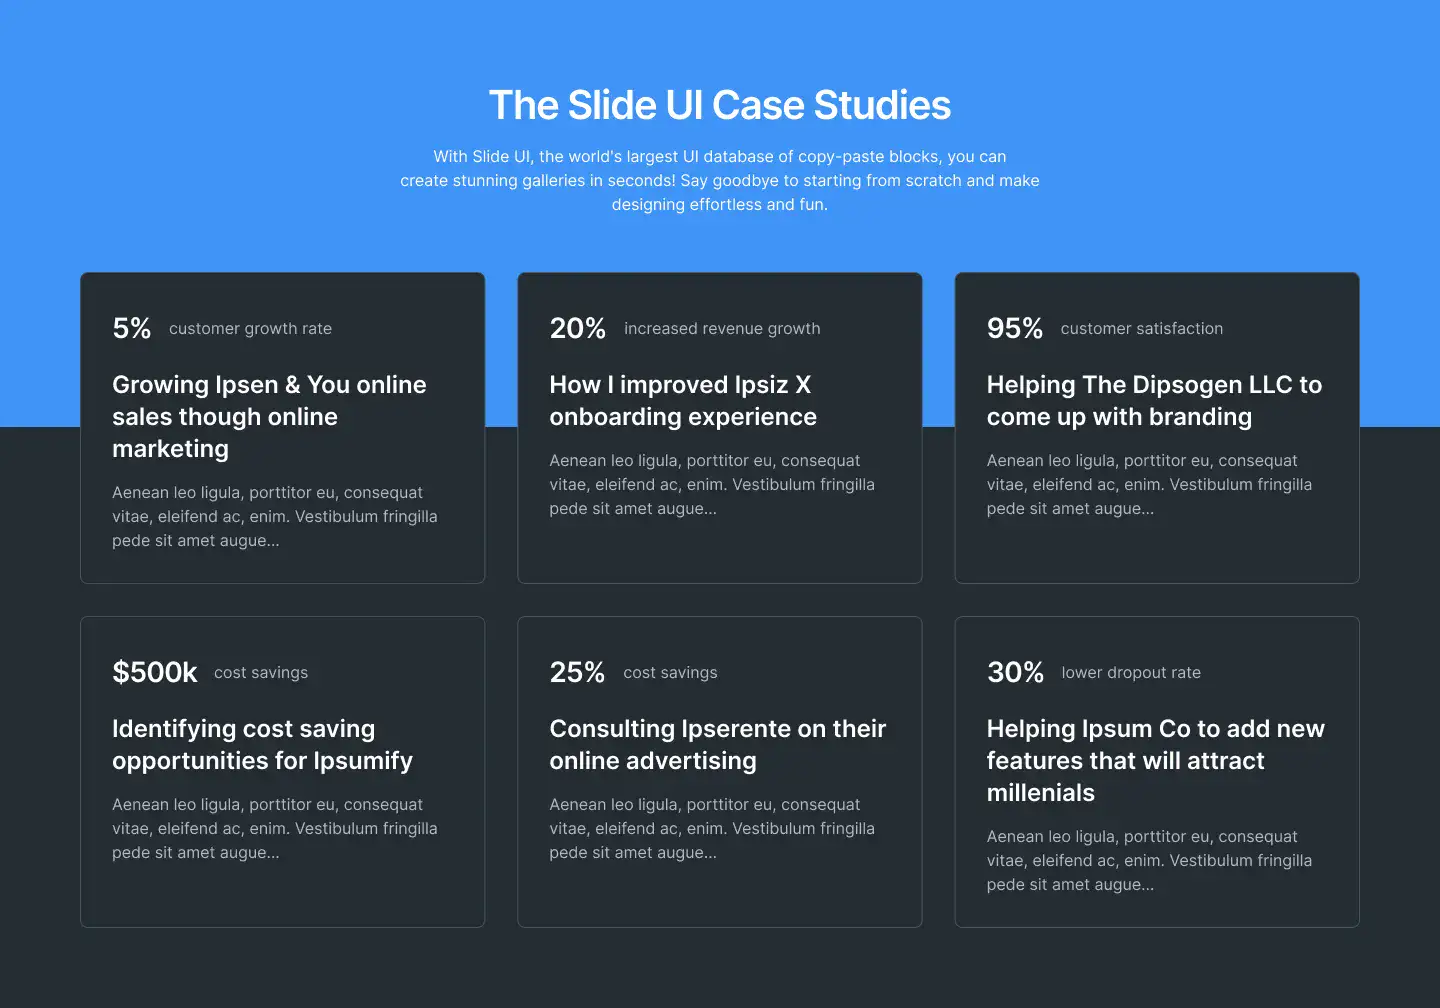 The Slide UI Case Studies
With Slide UI, the world's largest UI database of copy-paste blocks, you can
create stunning galleries in seconds! Say goodbye to starting from scratch and make
designing effortless and fun.
5% customer growth rate
Growing Ipsen & You online
sales though online
marketing
Aenean leo ligula, porttitor eu, consequat
vitae, eleifend ac, enim. Vestibulum fringilla
pede sit amet augue...
20% increased revenue growth
How I improved Ipsiz X
onboarding experience
Aenean leo ligula, porttitor eu, consequat
vitae, eleifend ac, enim. Vestibulum fringilla
pede sit amet augue...
95% customer satisfaction
Helping The Dipsogen LLC to
come up with branding
Aenean leo ligula, porttitor eu, consequat
vitae, eleifend ac, enim. Vestibulum fringilla
pede sit amet augue...
$500k cost savings
Identifying cost saving
opportunities for Ipsumify
Aenean leo ligula, porttitor eu, consequat
vitae, eleifend ac, enim. Vestibulum fringilla
pede sit amet augue...
25% cost savings
Consulting Ipserente on their
online advertising
Aenean leo ligula, porttitor eu, consequat
vitae, eleifend ac, enim. Vestibulum fringilla
pede sit amet augue...
30% lower dropout rate
Helping Ipsum Co to add new
features that will attract
millenials
Aenean leo ligula, porttitor eu, consequat
vitae, eleifend ac, enim. Vestibulum fringilla
pede sit amet augue...